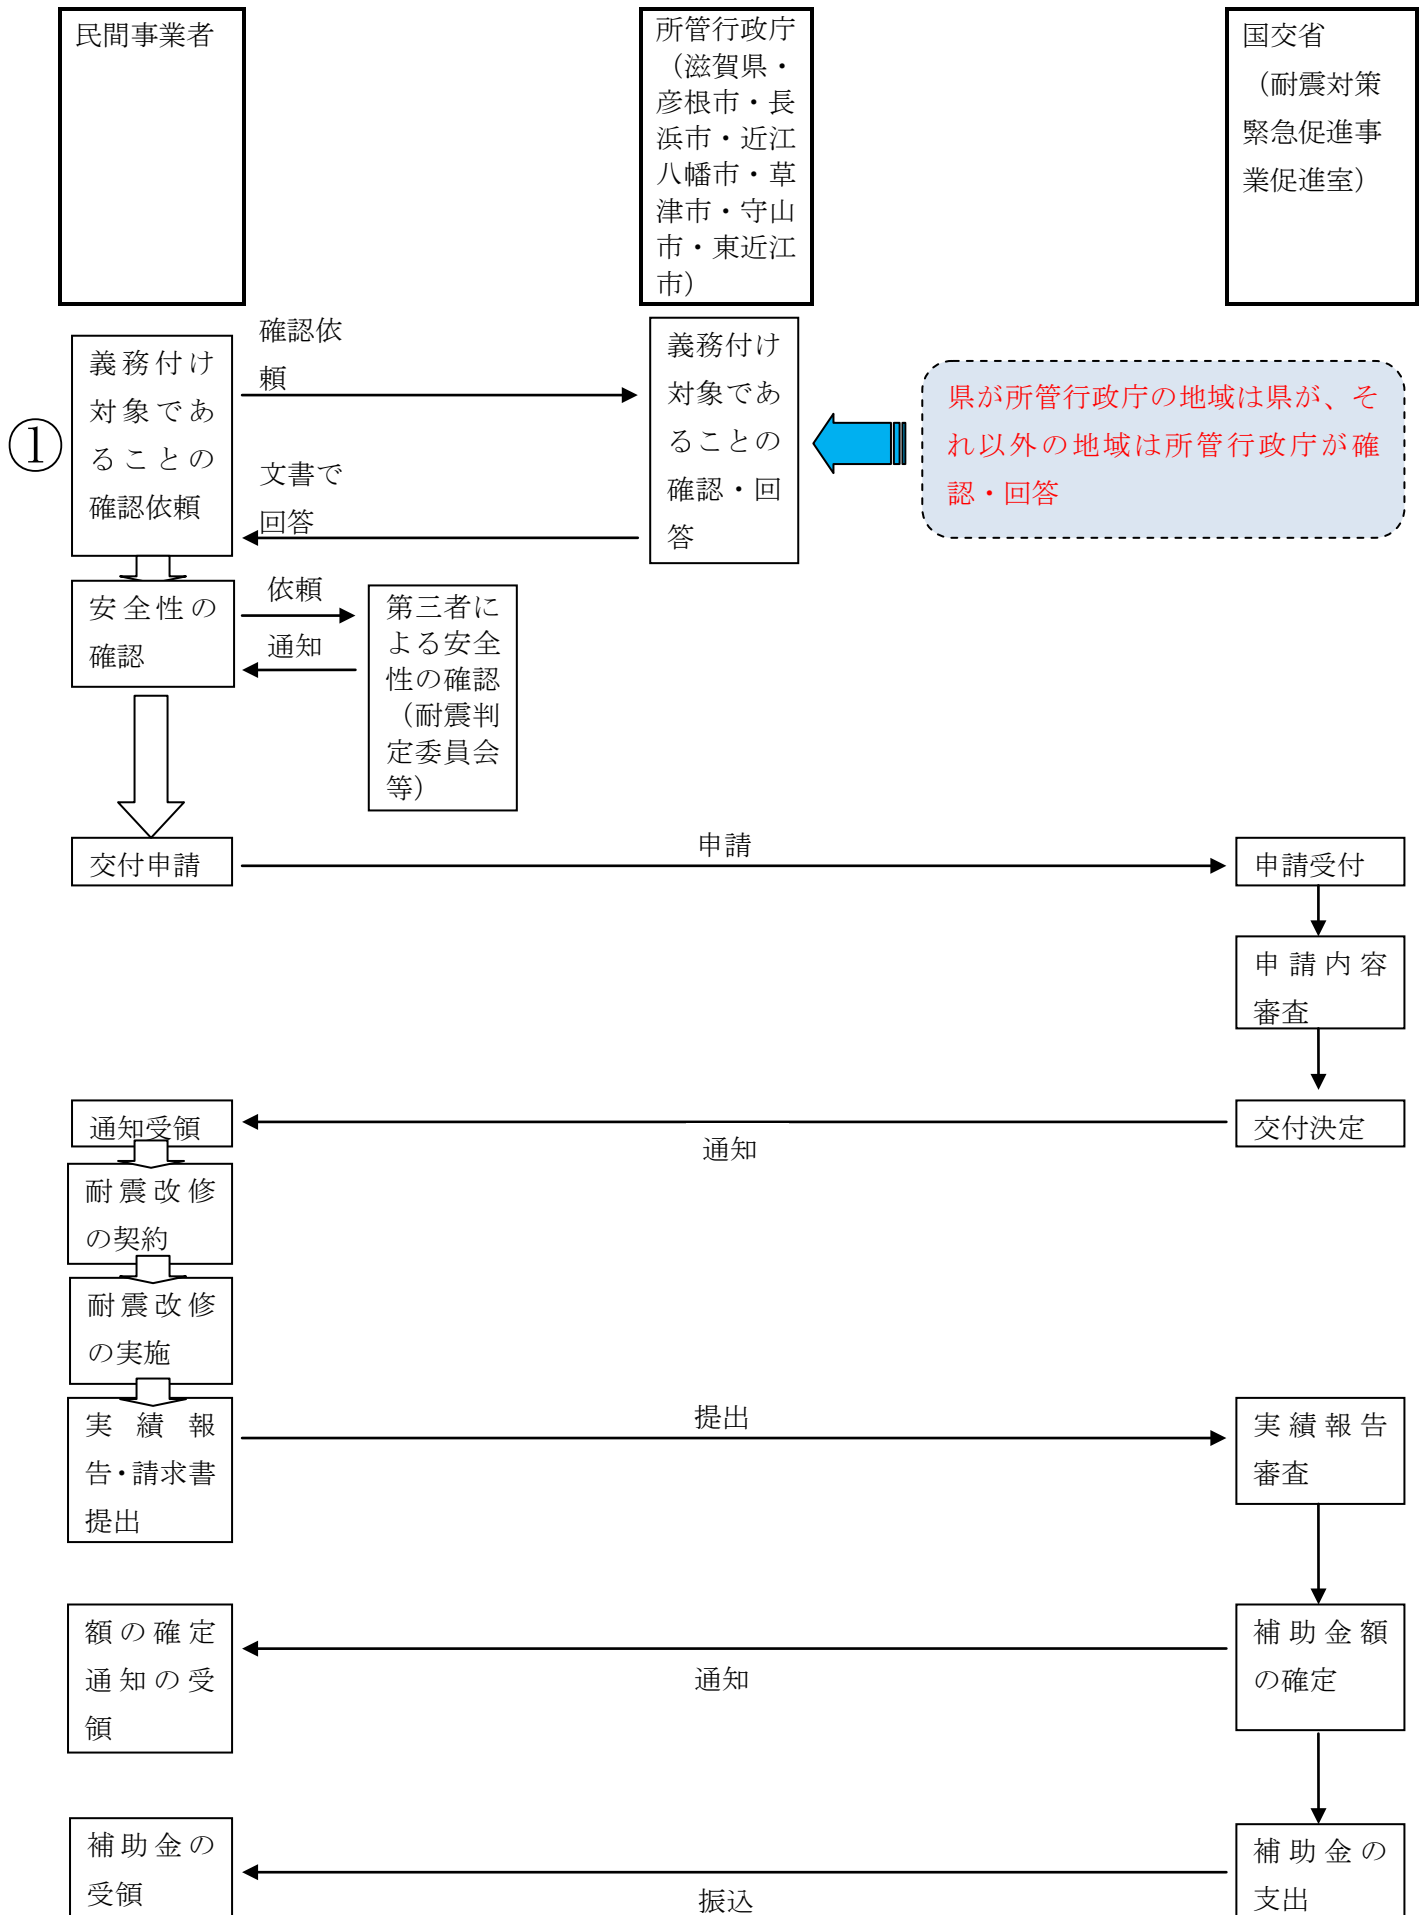 民間事業者
所管行政庁
（滋賀県・
彦根市・長
浜市・近江
八幡市・草
津市・守山
市・東近江
市）
国交省
（耐震対策
緊急促進事
業促進室）
①
義務付け
対象であ
ることの
確認依頼
確認依
頼
文書で
回答
義務付け
対象であ
ることの
確認・回
答
県が所管行政庁の地域は県が、そ
れ以外の地域は所管行政庁が確
認・回答
安全性の
確認
依頼
通知
第三者に
よる安全
性の確認
（耐震判
定委員会
等）
交付申請
申請
申請受付
申請内容
審査
通知受領
通知
交付決定
耐震改修
の契約
耐震改修
の実施
実績報
告・請求書
提出
提出
実績報告
審査
額の確定
通知の受
領
通知
補助金額
の確定
補助金の
受領
振込
補助金の
支出